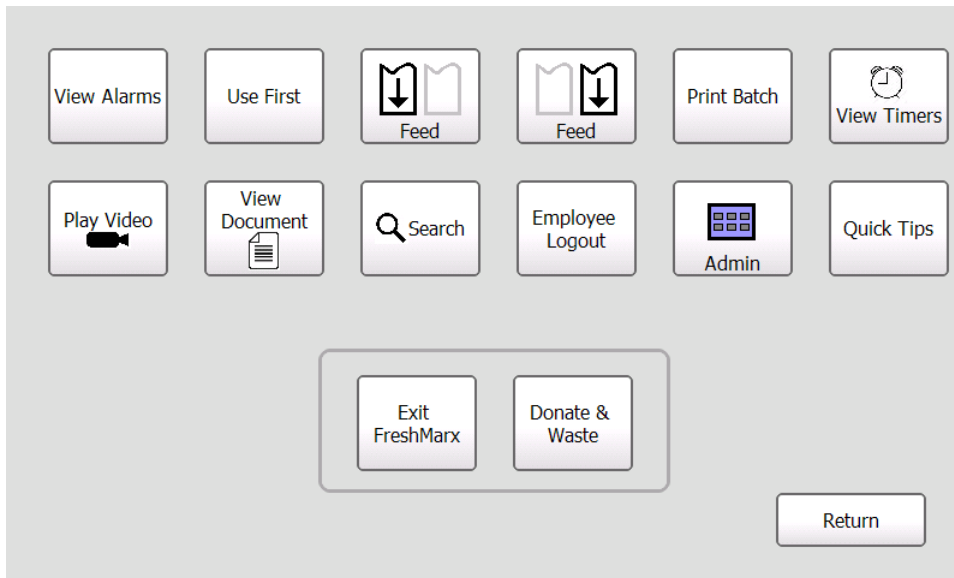 View Alarms
Use First
Feed
Feed
Print Batch
View Timers
Play Video
View
Document
Search
Employee
Logout
Admin
Quick Tips
Exit
FreshMarx
Donate &
Waste
Return